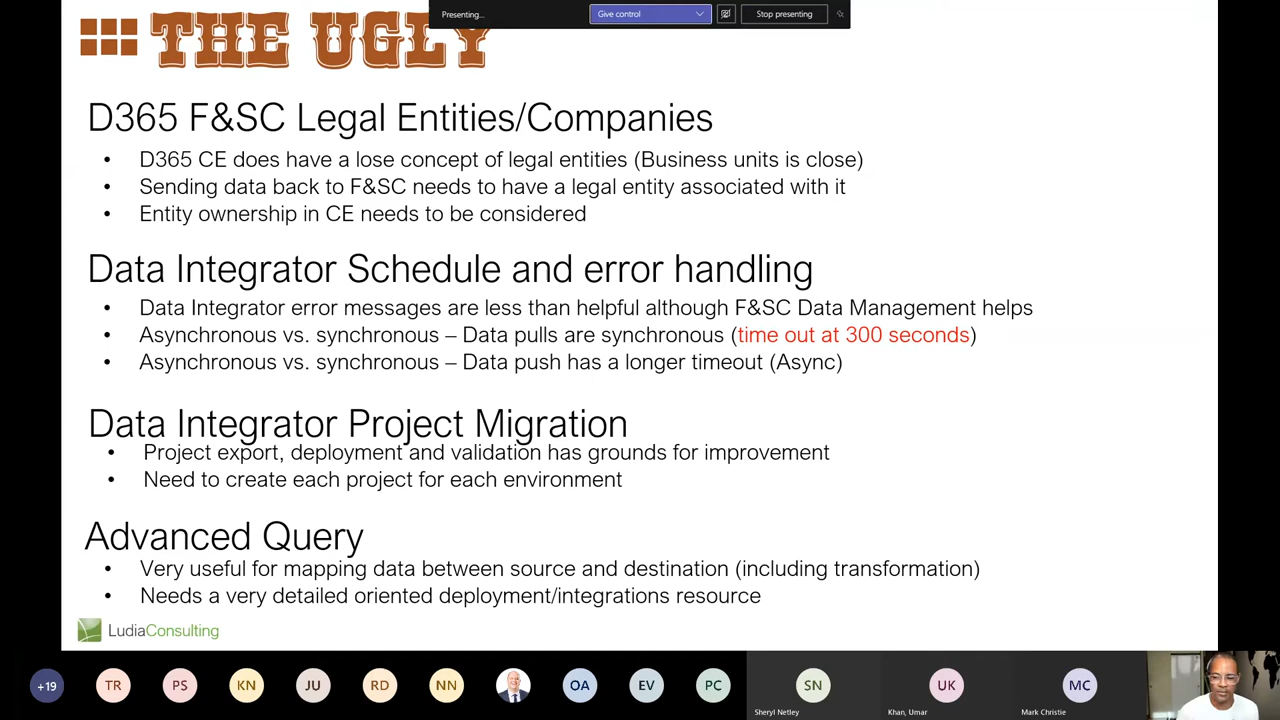 Presenting...
Give control
Stop presenting
THE UGLY
D365 F&SC Legal Entities/Companies
• D365 CE does have a lose concept of legal entities (Business units is close)
• Sending data back to F&SC needs to have a legal entity associated with it
• Entity ownership in CE needs to be considered
Data Integrator Schedule and error handling
• Data Integrator error messages are less than helpful although F&SC Data Management helps
• Asynchronous vs. synchronous – Data pulls are synchronous (time out at 300 seconds)
• Asynchronous vs. synchronous – Data push has a longer timeout (Async)
Data Integrator Project Migration
• Project export, deployment and validation has grounds for improvement
• Need to create each project for each environment
Advanced Query
• Very useful for mapping data between source and destination (including transformation)
• Needs a very detailed oriented deployment/integrations resource
LudiaConsulting
+19 TR PS KN JU RD NN OA EV PC SN UK MC
Sheryl Netley Khan, Umar Mark Christie